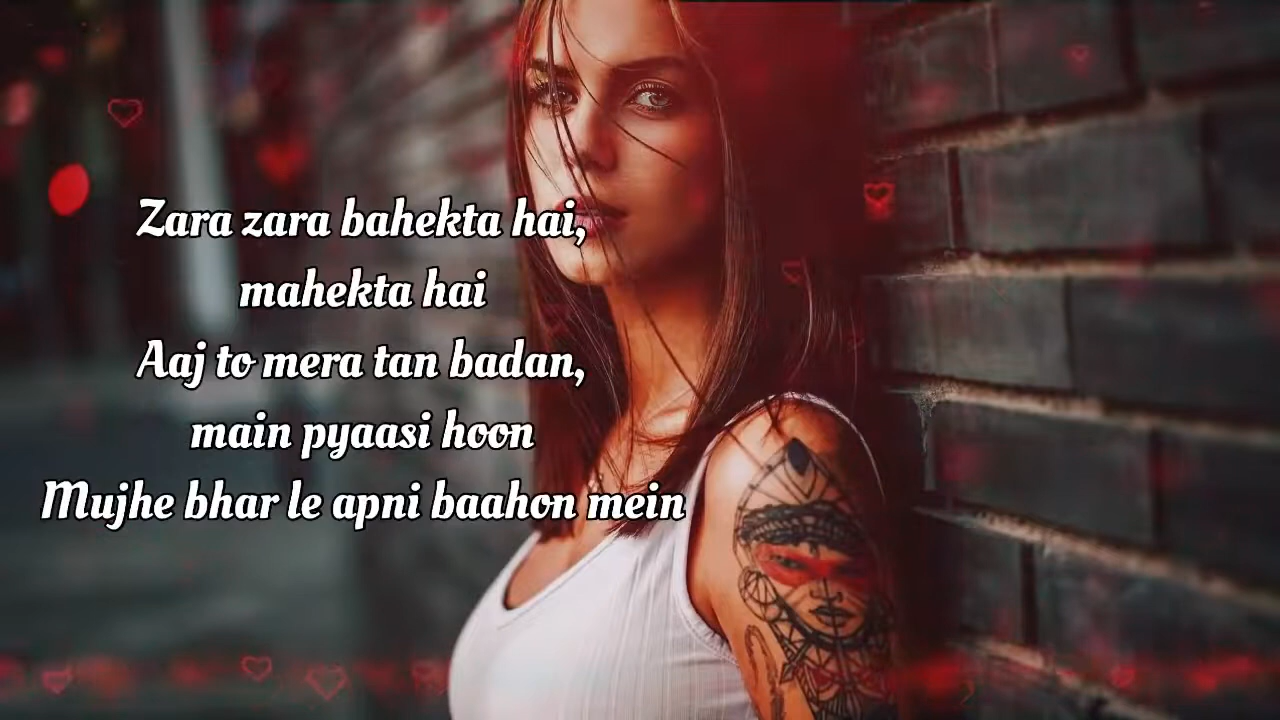 Zara zara bahekta hai,
mahekta hai
Aaj to mera tan badan,
main pyaasi hoon
Mujhe bhar le apni baahon mein